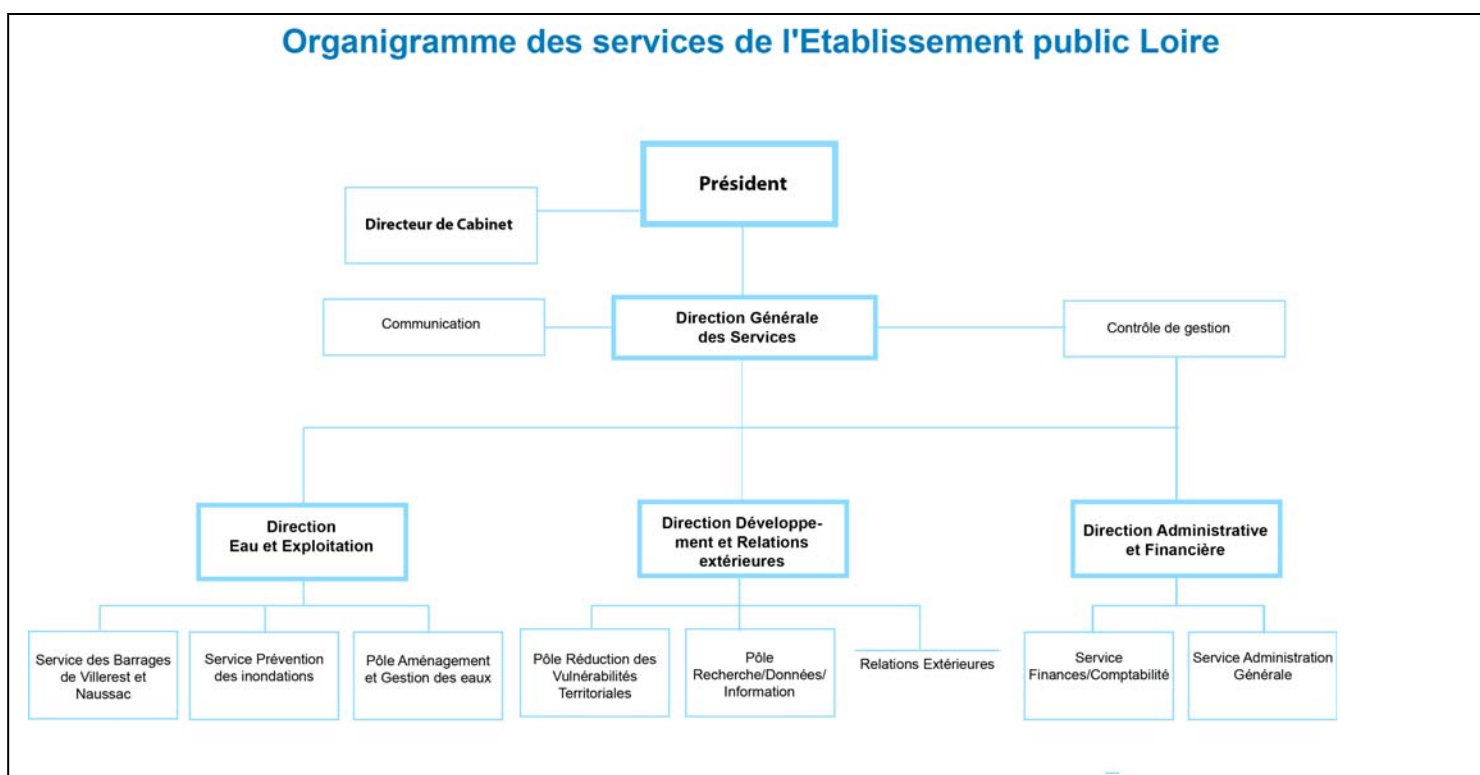 Organigramme des services de l'Etablissement public Loire
Président
Directeur de Cabinet
Communication
Direction Générale
des Services
Contrôle de gestion
Direction
Eau et Exploitation
Direction Développe-
ment et Relations
extérieures
Direction Administrative
et Financière
Service des Barrages
de Villerest et
Naussac
Service Prévention
des inondations
Pôle Aménagement
et Gestion des eaux
Pôle Réduction des
Vulnérabilités
Territoriales
Pôle
Recherche/Données/
Information
Relations Extérieures
Service
Finances/Comptabilité
Service Administration
Générale